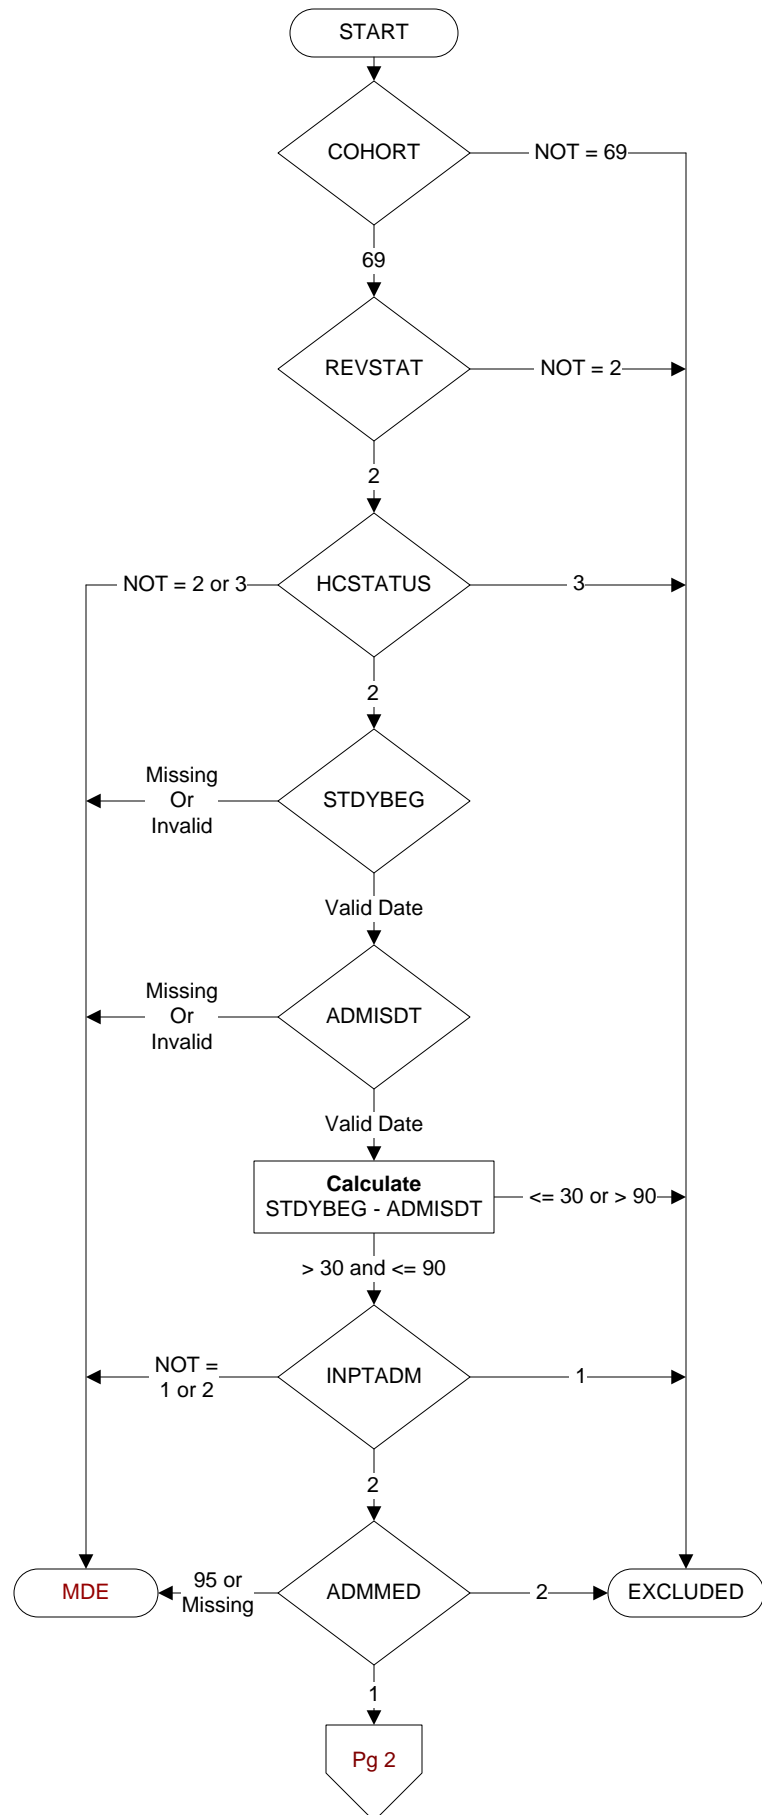 START
COHORT
NOT = 69
69
REVSTAT
NOT = 2
2
NOT = 2 or 3
HCSTATUS
3
2
Missing
Or
Invalid
STDYBEG
Valid Date
Missing
Or
Invalid
ADMISDT
Valid Date
Calculate
STDYBEG - ADMISDT
<= 30 or > 90
> 30 and <= 90
NOT =
1 or 2
INPTADM
1
2
MDE
95 or
Missing
ADMMED
2
EXCLUDED
1
Pg 2